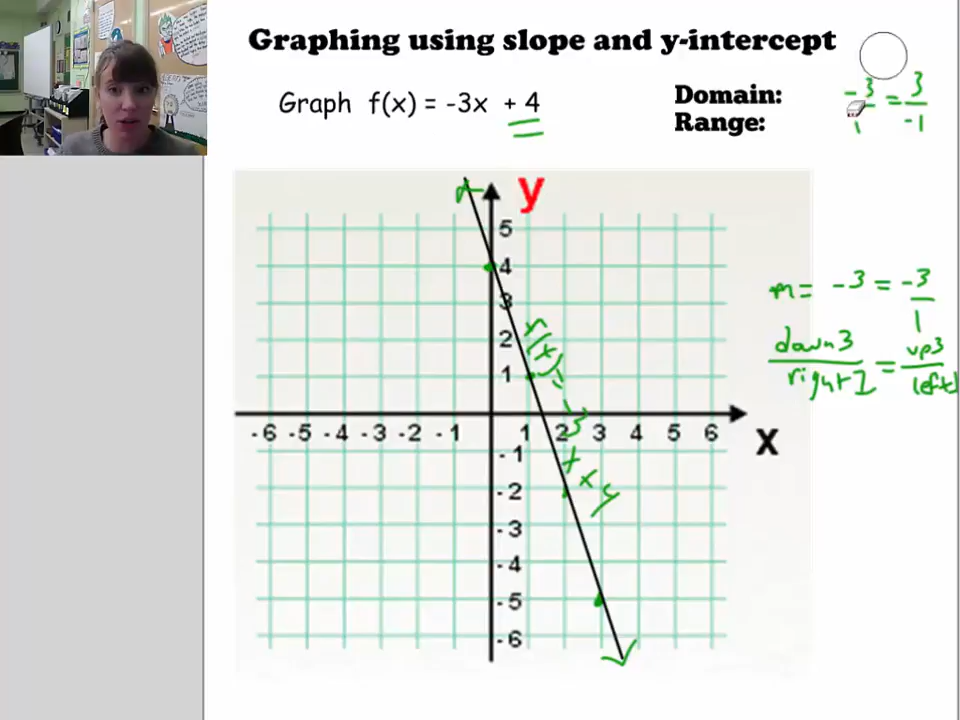 Graphing using slope and y-intercept
Graph f(x) = -3x + 4
Domain:
Range:
-3/1 = 3/-1
y
5
4
3
2
1
-6 -5 -4 -3 -2 -1 1 2 3 4 5 6
x
-1
-2
-3
-4
-5
-6
f(x)= -3x+4
m = -3 = -3/1
down 3/right 1 = up 3/left 1